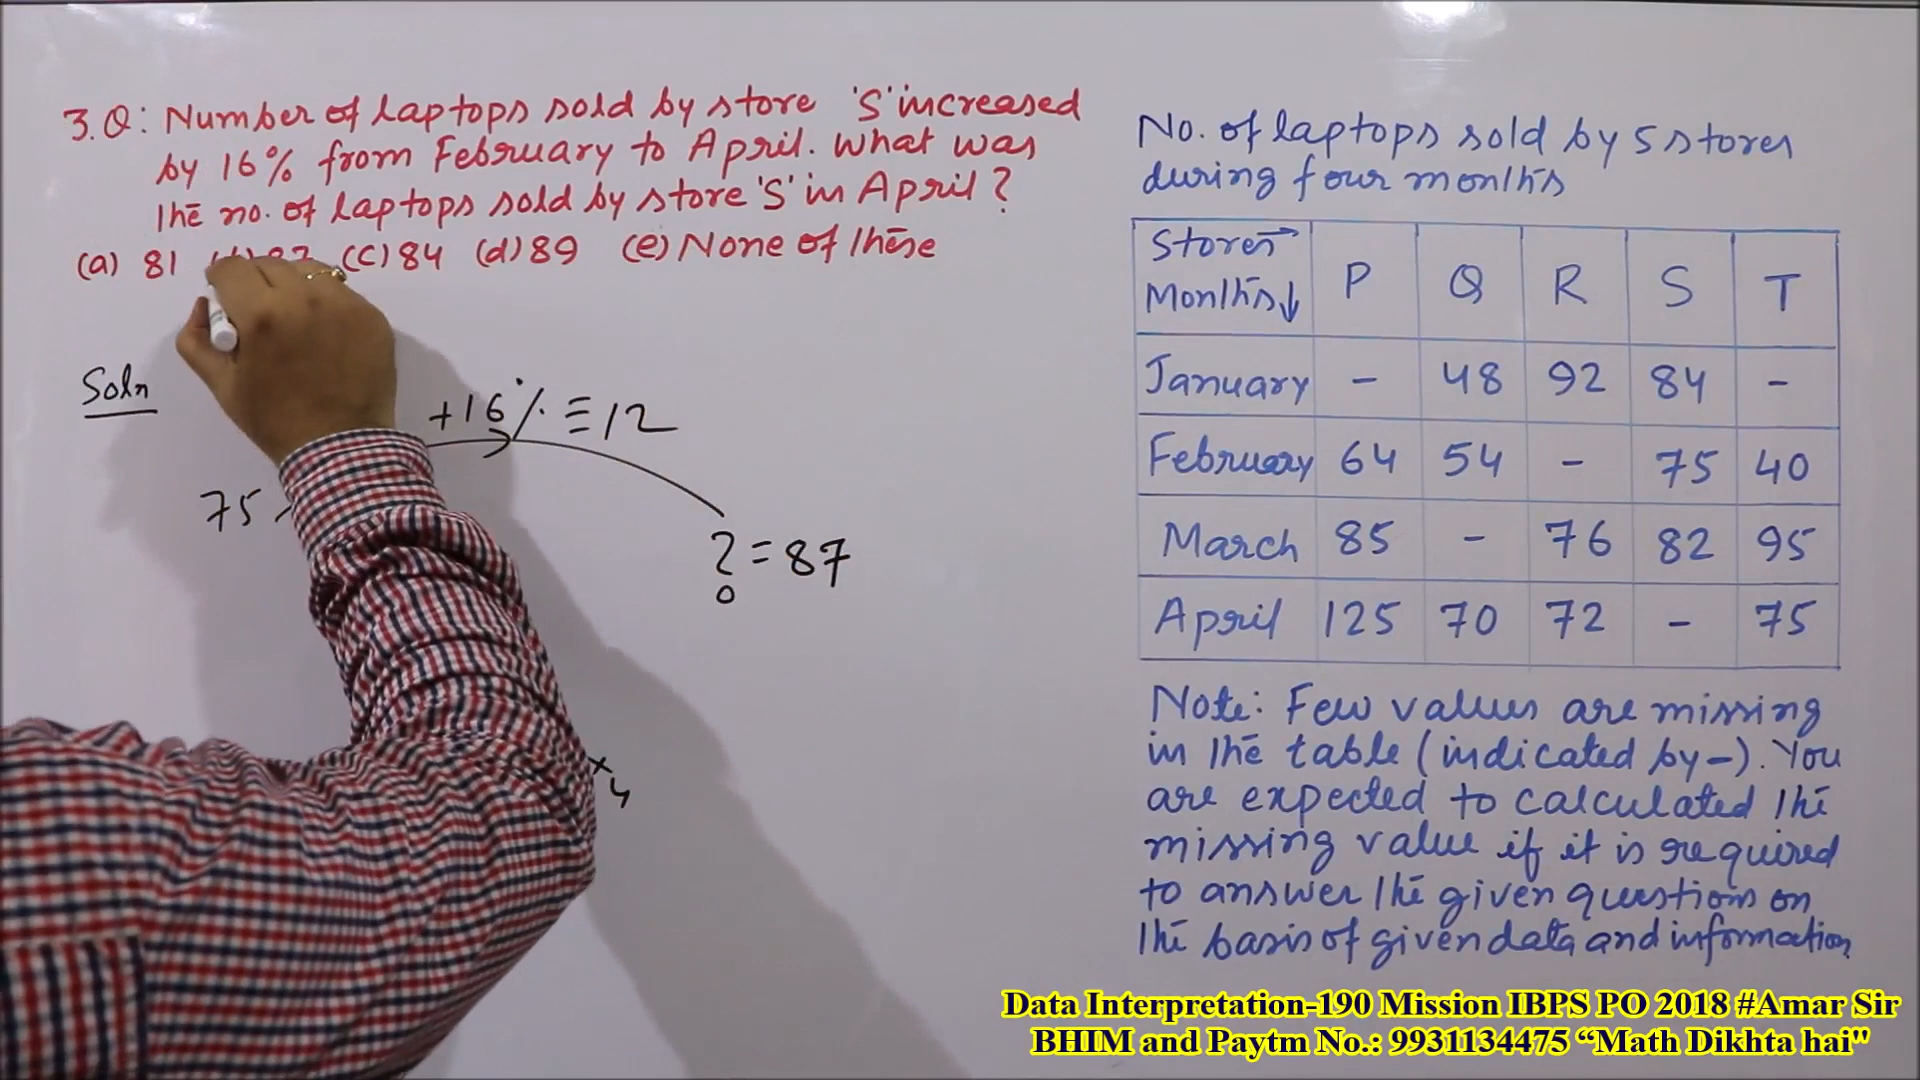 3.Q: Number of laptops sold by store 'S' increased
by 16% from February to April. What was
the no. of laptops sold by store 'S' in April?
(a) 81 (c) 84 (d) 89 (e) None of these
Soln
+16% ≡ 12
75
? = 87
×4
No. of laptops sold by 5 stores
during four months
Stores→ Months↓ P Q R S T
January - 48 92 84 -
February 64 54 - 75 40
March 85 - 76 82 95
April 125 70 72 - 75
Note: Few values are missing
in the table (indicated by -). You
are expected to calculated the
missing value if it is required
to answer the given questions on
the basis of given data and information.
Data Interpretation-190 Mission IBPS PO 2018 #Amar Sir
BHIM and Paytm No.: 9931134475 “Math Dikhta hai"